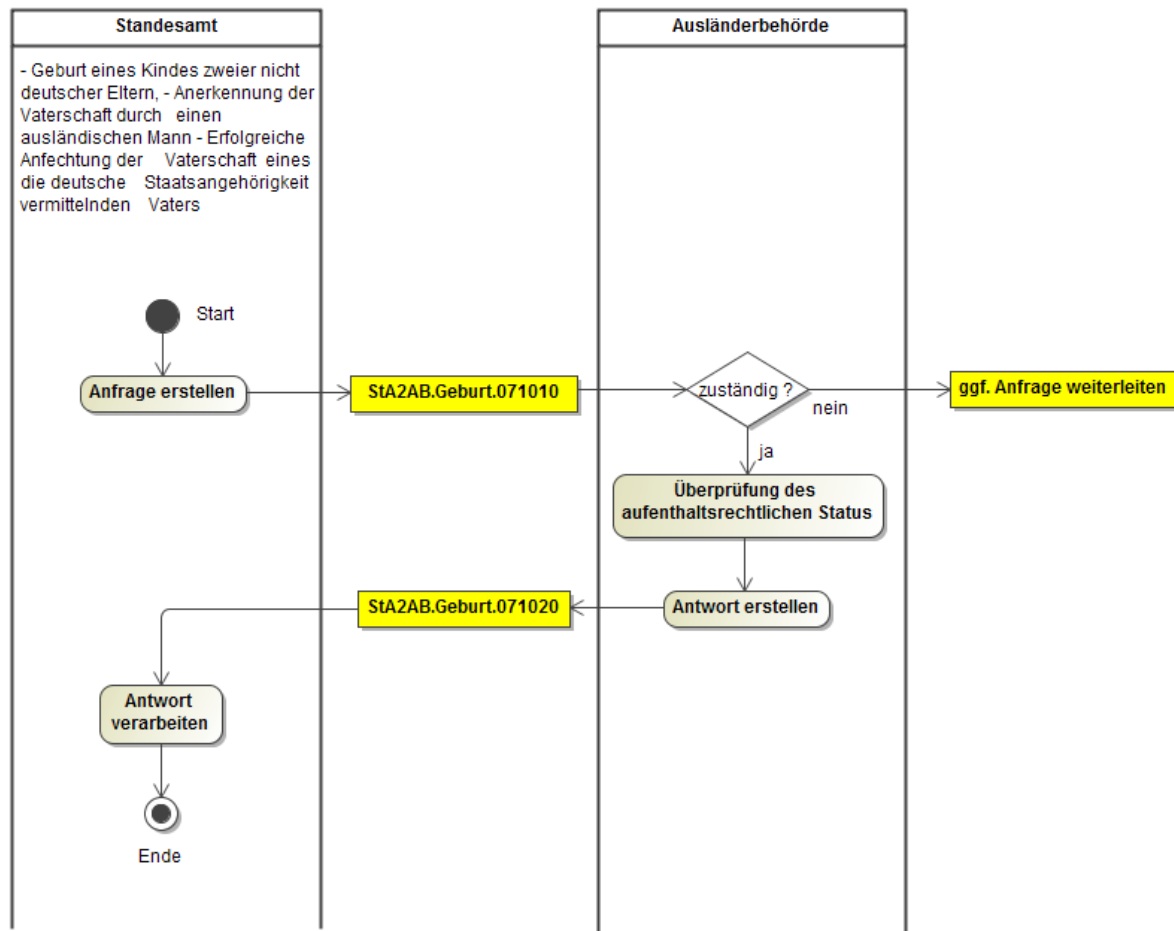 Standesamt
Ausländerbehörde
- Geburt eines Kindes zweier nicht
deutscher Eltern, - Anerkennung der
Vaterschaft durch einen
ausländischen Mann - Erfolgreiche
Anfechtung der Vaterschaft eines
die deutsche Staatsangehörigkeit
vermittelnden Vaters
Start
Anfrage erstellen
StA2AB.Geburt.071010
zuständig ?
nein
ggf. Anfrage weiterleiten
ja
Überprüfung des
aufenthaltsrechtlichen Status
Antwort erstellen
StA2AB.Geburt.071020
Antwort
verarbeiten
Ende